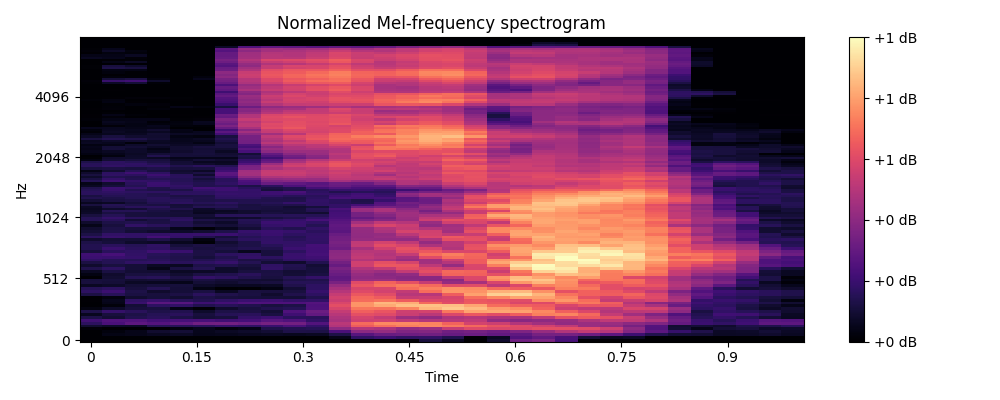 Normalized Mel-frequency spectrogram
Hz
4096
2048
1024
512
0
0 0.15 0.3 0.45 0.6 0.75 0.9
Time
+1 dB
+1 dB
+1 dB
+0 dB
+0 dB
+0 dB